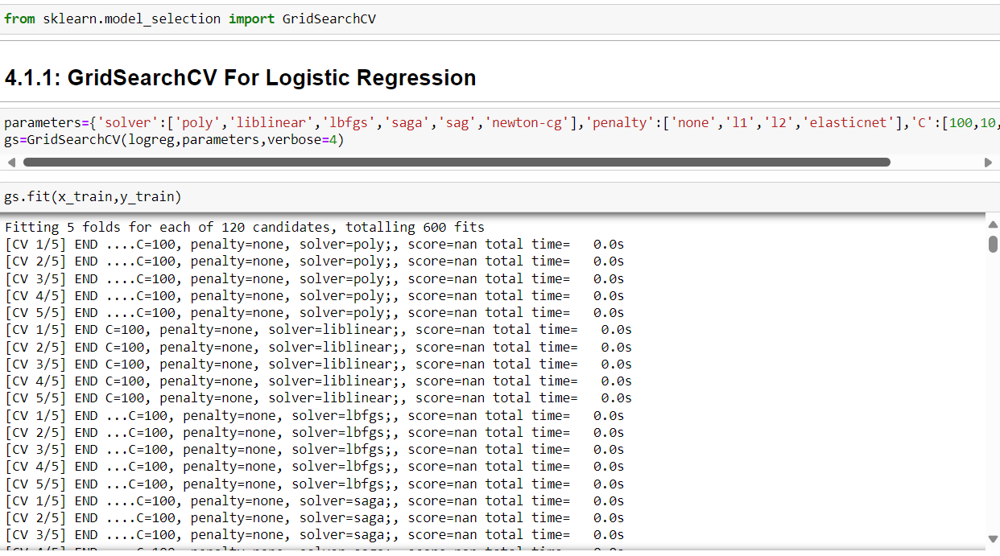 from sklearn.model_selection import GridSearchCV
4.1.1: GridSearchCV For Logistic Regression
parameters={'solver':['poly','liblinear','lbfgs','saga','sag','newton-cg'],'penalty':['none','l1','l2','elasticnet'],'C':[100,10,
gs=GridSearchCV(logreg,parameters,verbose=4)
gs.fit(x_train,y_train)
Fitting 5 folds for each of 120 candidates, totalling 600 fits
[CV 1/5] END ....C=100, penalty=none, solver=poly;, score=nan total time=   0.0s
[CV 2/5] END ....C=100, penalty=none, solver=poly;, score=nan total time=   0.0s
[CV 3/5] END ....C=100, penalty=none, solver=poly;, score=nan total time=   0.0s
[CV 4/5] END ....C=100, penalty=none, solver=poly;, score=nan total time=   0.0s
[CV 5/5] END ....C=100, penalty=none, solver=poly;, score=nan total time=   0.0s
[CV 1/5] END C=100, penalty=none, solver=liblinear;, score=nan total time=   0.0s
[CV 2/5] END C=100, penalty=none, solver=liblinear;, score=nan total time=   0.0s
[CV 3/5] END C=100, penalty=none, solver=liblinear;, score=nan total time=   0.0s
[CV 4/5] END C=100, penalty=none, solver=liblinear;, score=nan total time=   0.0s
[CV 5/5] END C=100, penalty=none, solver=liblinear;, score=nan total time=   0.0s
[CV 1/5] END ...C=100, penalty=none, solver=lbfgs;, score=nan total time=   0.0s
[CV 2/5] END ...C=100, penalty=none, solver=lbfgs;, score=nan total time=   0.0s
[CV 3/5] END ...C=100, penalty=none, solver=lbfgs;, score=nan total time=   0.0s
[CV 4/5] END ...C=100, penalty=none, solver=lbfgs;, score=nan total time=   0.0s
[CV 5/5] END ...C=100, penalty=none, solver=lbfgs;, score=nan total time=   0.0s
[CV 1/5] END ....C=100, penalty=none, solver=saga;, score=nan total time=   0.0s
[CV 2/5] END ....C=100, penalty=none, solver=saga;, score=nan total time=   0.0s
[CV 3/5] END ....C=100, penalty=none, solver=saga;, score=nan total time=   0.0s